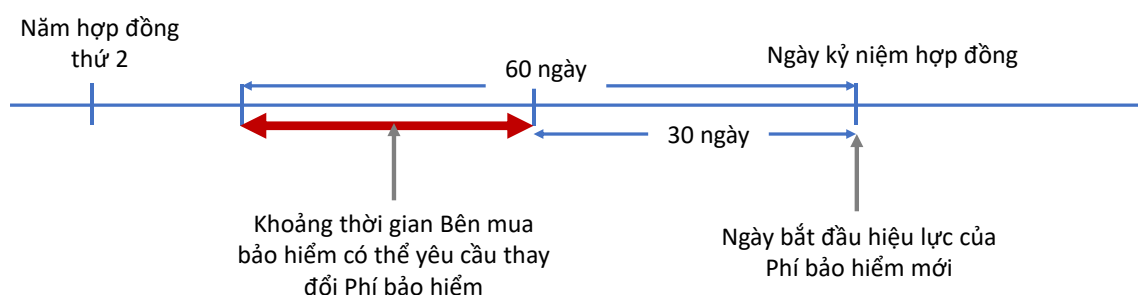 Năm hợp đồng
thứ 2
60 ngày
Ngày kỷ niệm hợp đồng
30 ngày
Khoảng thời gian Bên mua
bảo hiểm có thể yêu cầu thay
đổi Phí bảo hiểm
Ngày bắt đầu hiệu lực của
Phí bảo hiểm mới